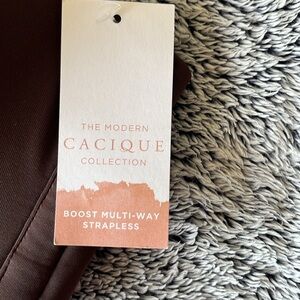 THE MODERN
CACIQUE
COLLECTION
BOOST MULTI-WAY
STRAPLESS